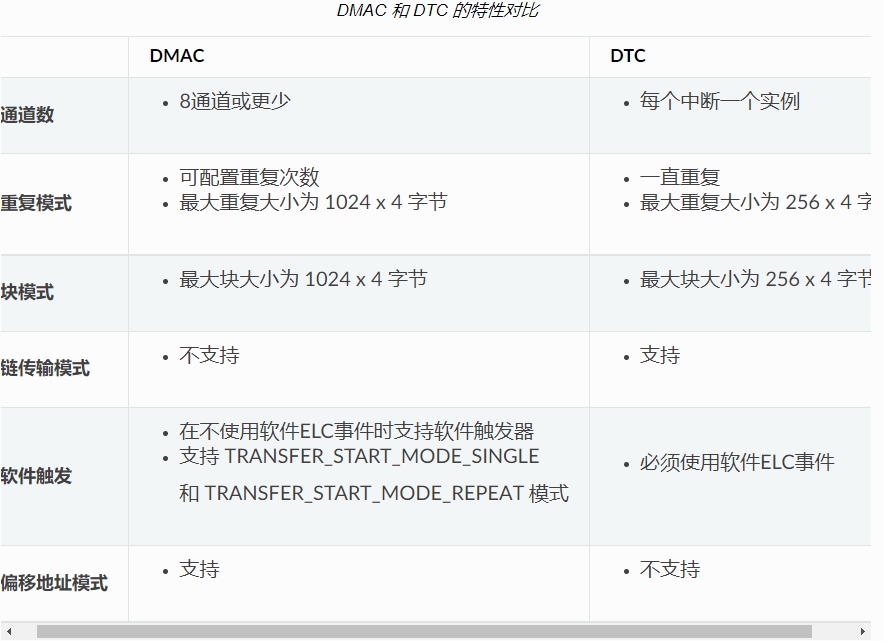 DMAC 和 DTC 的特性对比
DMAC
DTC
通道数
8通道或更少
每个中断一个实例
重复模式
可配置重复次数
最大重复大小为 1024 x 4 字节
一直重复
最大重复大小为 256 x 4 字
块模式
最大块大小为 1024 x 4 字节
最大块大小为 256 x 4 字节
链传输模式
不支持
支持
软件触发
在不使用软件ELC事件时支持软件触发器
支持 TRANSFER_START_MODE_SINGLE
和 TRANSFER_START_MODE_REPEAT 模式
必须使用软件ELC事件
偏移地址模式
支持
不支持